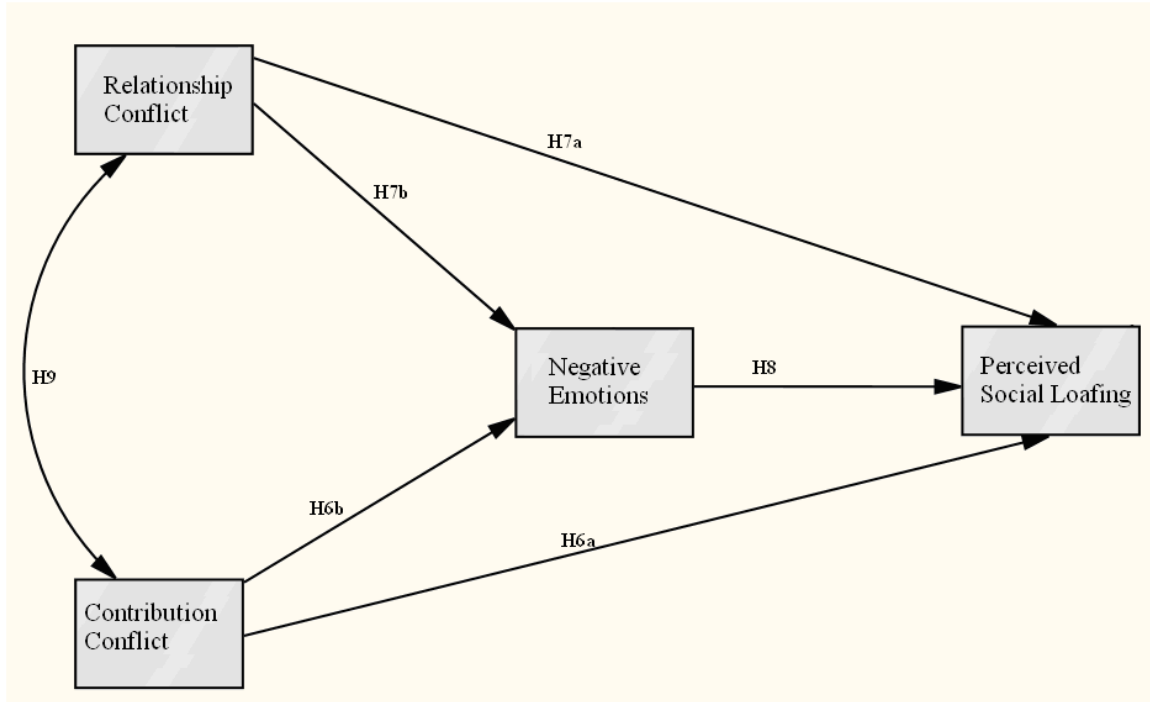 Relationship
Conflict
H7a
H7b
Negative
Emotions
H8
Perceived
Social Loafing
H9
H6b
H6a
Contribution
Conflict